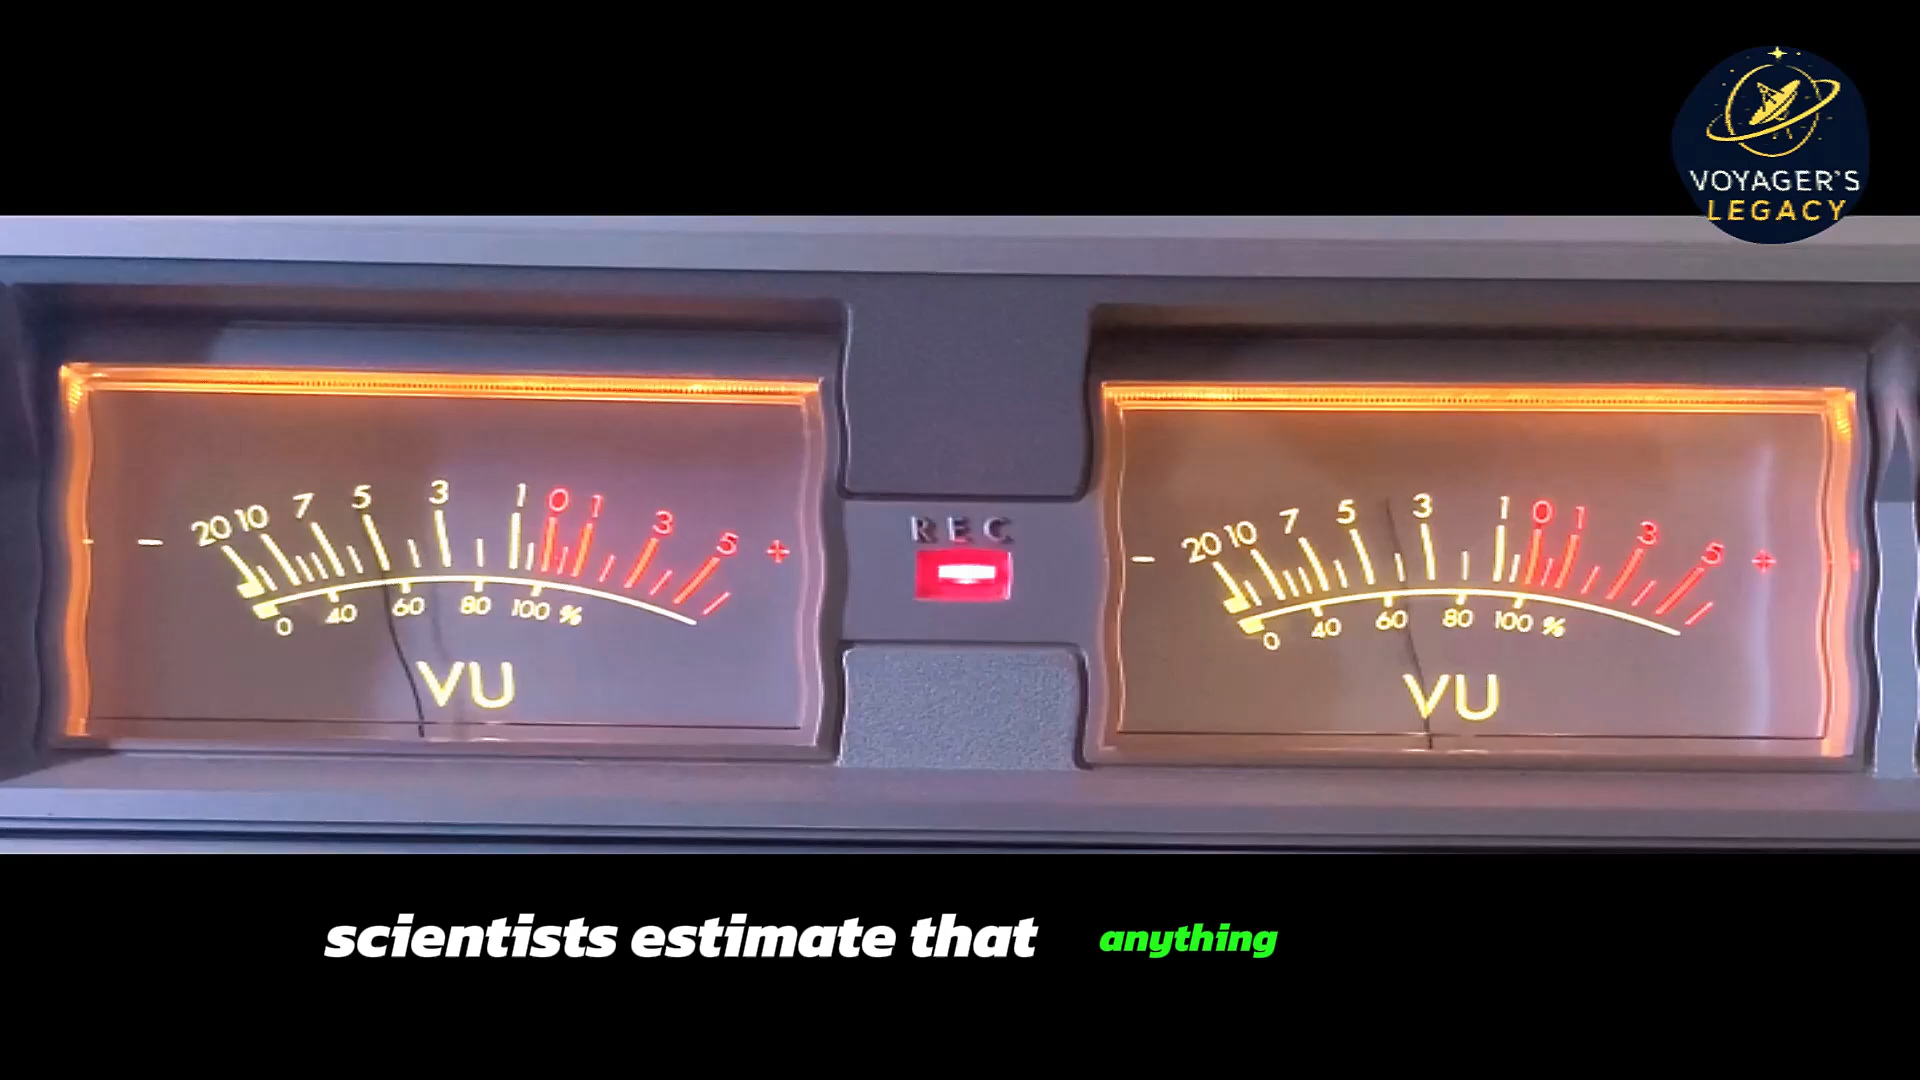 VOYAGER'S
LEGACY
20 10 7 5 3 1 0 1 3 5 +
−
0 40 60 80 100 %
VU
REC
20 10 7 5 3 1 0 1 3 5 +
−
0 40 60 80 100 %
VU
scientists estimate that anything